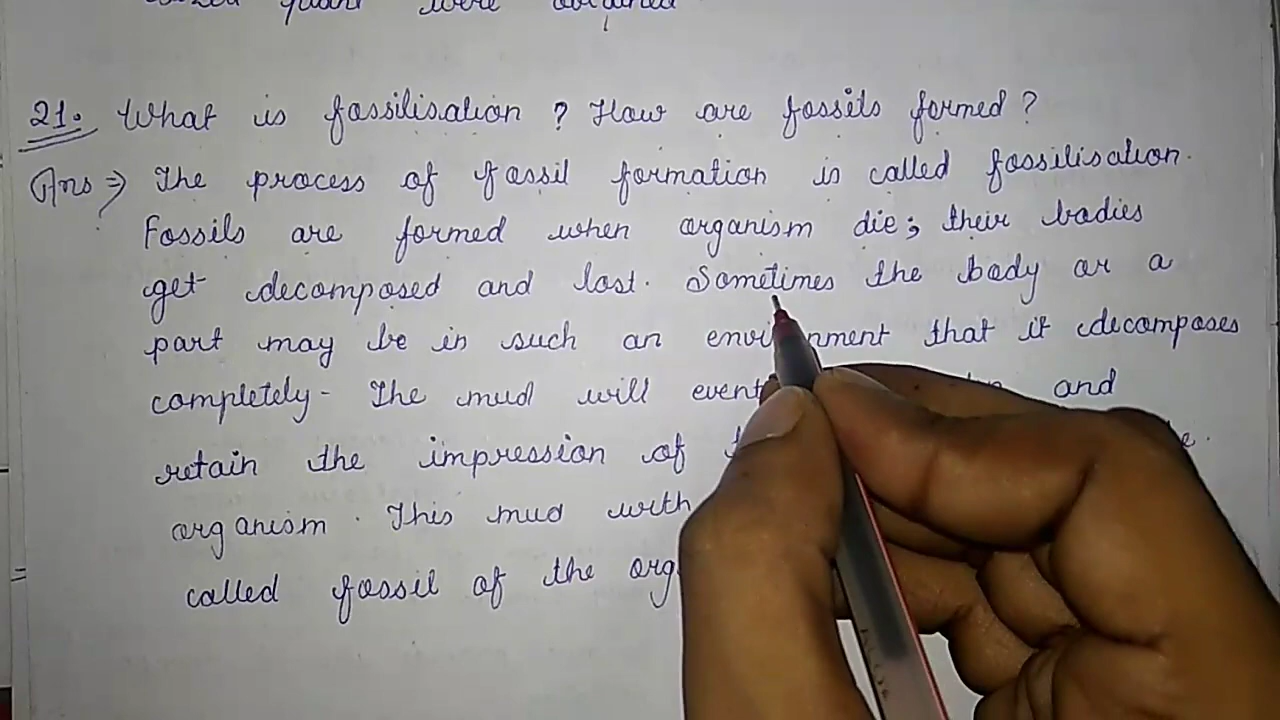 were
21. What is fossilisation ? How are fossils formed ?
Ans ⇒ The process of fossil formation is called fossilisation.
Fossils are formed when organism die; their bodies
get decomposed and lost. Sometimes the body or a
part may be in such an environment that it decomposes
completely- The mud will and
retain the impression of
organism. This mud with
called fossil of the